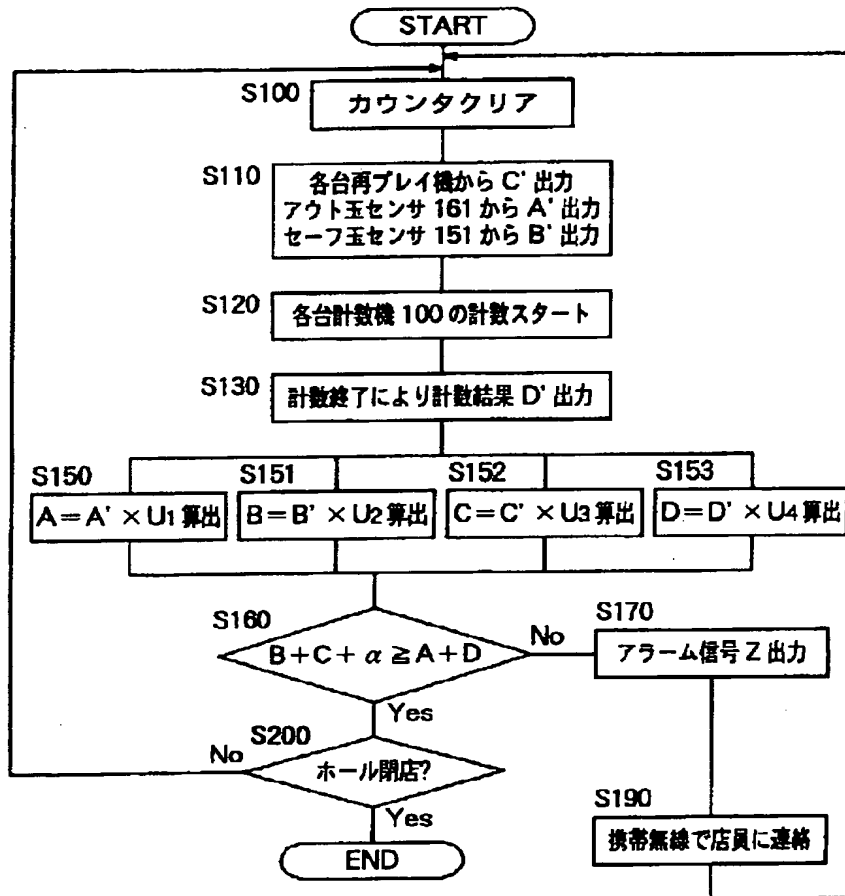 START
S100
カウンタクリア
S110
各台再プレイ機から C' 出力
アウト玉センサ 161 から A' 出力
セーフ玉センサ 151 から B' 出力
S120
各台計数機 100 の計数スタート
S130
計数終了により計数結果 D' 出力
S150
A=A' × U1 算出
S151
B=B' × U2 算出
S152
C=C' × U3 算出
S153
D=D' × U4 算出
S160
B+C+ α ≧ A+D
No
Yes
S170
アラーム信号 Z 出力
S200
ホール閉店?
No
Yes
S190
携帯無線で店員に連絡
END